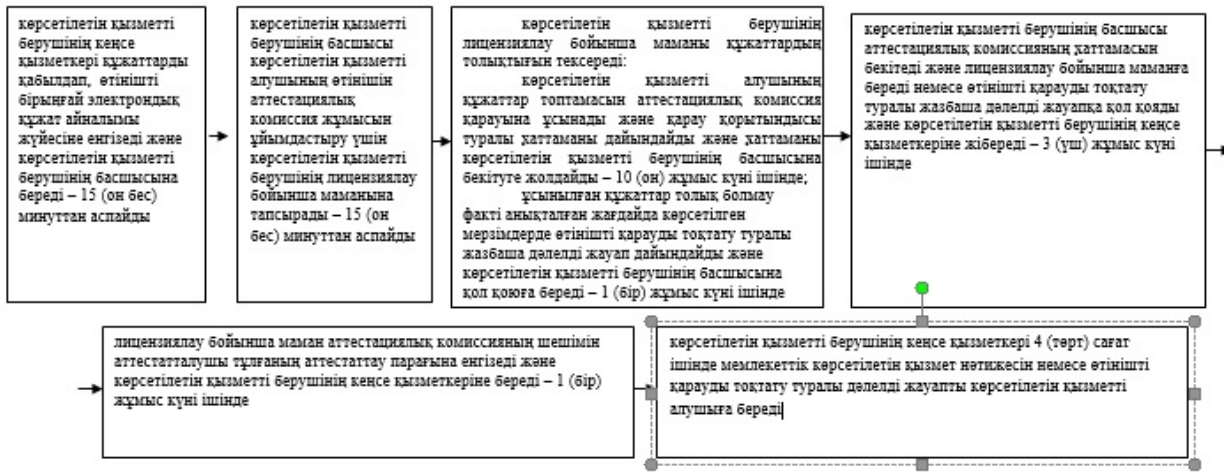 көрсетілетін қызметті
берушінің кеңсе
қызметкері құжаттарды
қабылдап, өтінішті
бірыңғай электрондық
құжат айналымы
жүйесіне енгізеді және
көрсетілетін қызметті
берушінің басшысына
береді – 15 (он бес)
минуттан аспайды
көрсетілетін қызметті
берушінің басшысы
көрсетілетін қызметті
алушының өтінішін
аттестациялық
комиссия жұмысын
ұйымдастыру үшін
көрсетілетін қызметті
берушінің лицензиялау
бойынша маманына
тапсырады – 15 (он
бес) минуттан аспайды
көрсетілетін қызметті берушінің
лицензиялау бойынша маманы құжаттардың
толықтығын тексереді:
көрсетілетін қызметті алушының
құжаттар топтамасын аттестациялық комиссия
қарауына ұсынады және қарау қорытындысы
туралы хаттаманы дайындайды және хаттаманы
көрсетілетін қызметті берушінің басшысына
бекітуге жолдайды – 10 (он) жұмыс күні ішінде;
ұсынылған құжаттар толық болмау
факті анықталған жағдайда көрсетілген
мерзімдерде өтінішті қарауды тоқтату туралы
жазбаша дәлелді жауап дайындайды және
көрсетілетін қызметті берушінің басшысына
қол қоюға береді – 1 (бір) жұмыс күні ішінде
көрсетілетін қызметті берушінің басшысы
аттестациялық комиссияның хаттамасын
бекітеді және лицензиялау бойынша маманға
береді немесе өтінішті қарауды тоқтату
туралы жазбаша дәлелді жауапқа қол қояды
және көрсетілетін қызметті берушінің кеңсе
қызметкеріне жібереді – 3 (үш) жұмыс күні
ішінде
лицензиялау бойынша маман аттестациялық комиссияның шешімін
аттестатталушы тұлғаның аттестаттау парағына енгізеді және
көрсетілетін қызметті берушінің кеңсе қызметкеріне береді – 1 (бір)
жұмыс күні ішінде
көрсетілетін қызметті берушінің кеңсе қызметкері 4 (төрт) сағат
ішінде мемлекеттік көрсетілетін қызмет нәтижесін немесе өтінішті
қарауды тоқтату туралы дәлелді жауапты көрсетілетін қызметті
алушыға береді